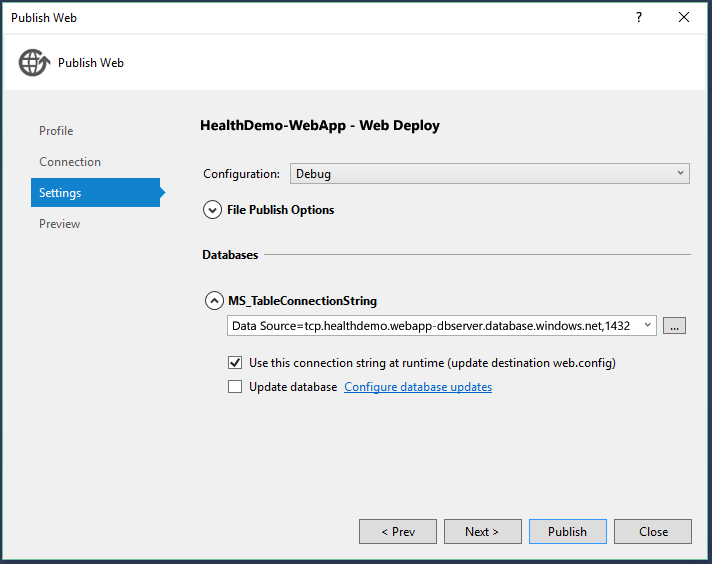 Publish Web
?
Publish Web
Profile
Connection
Settings
Preview
HealthDemo-WebApp - Web Deploy
Configuration: Debug
File Publish Options
Databases
MS_TableConnectionString
Data Source=tcp.healthdemo.webapp-dbserver.database.windows.net,1432
...
Use this connection string at runtime (update destination web.config)
Update database Configure database updates
< Prev Next > Publish Close